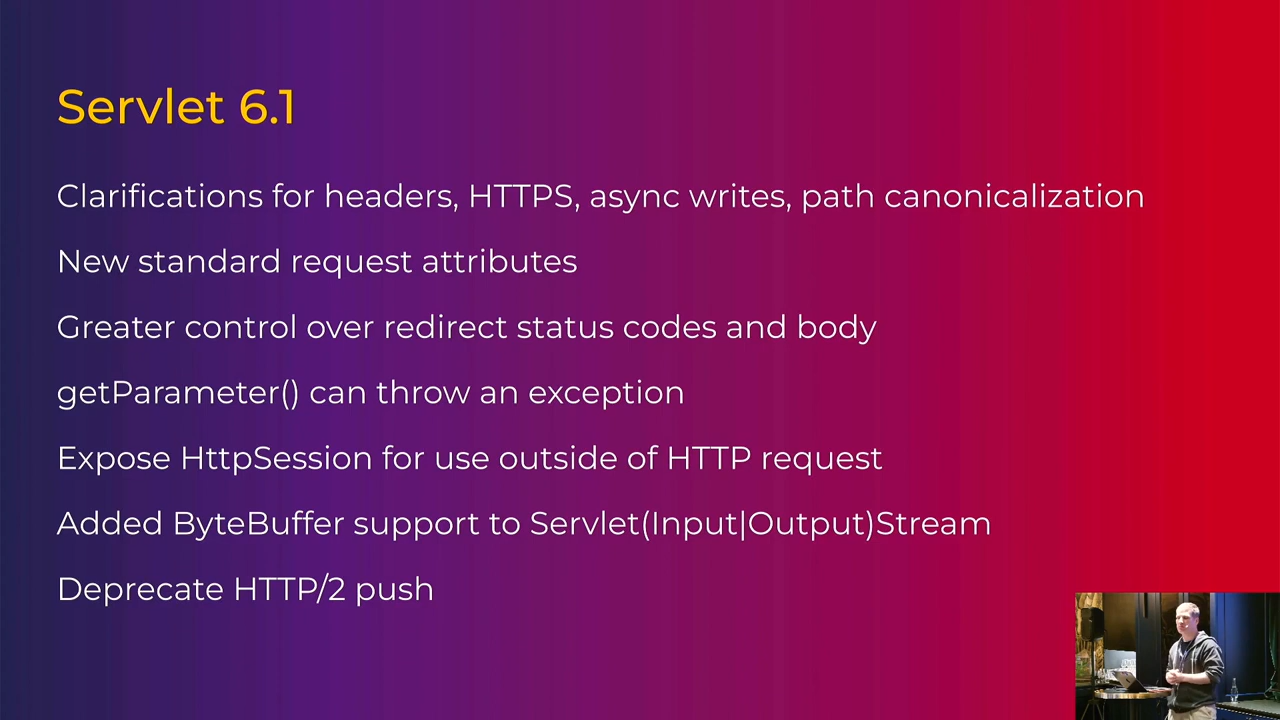 Servlet 6.1
Clarifications for headers, HTTPS, async writes, path canonicalization
New standard request attributes
Greater control over redirect status codes and body
getParameter() can throw an exception
Expose HttpSession for use outside of HTTP request
Added ByteBuffer support to Servlet(Input|Output)Stream
Deprecate HTTP/2 push